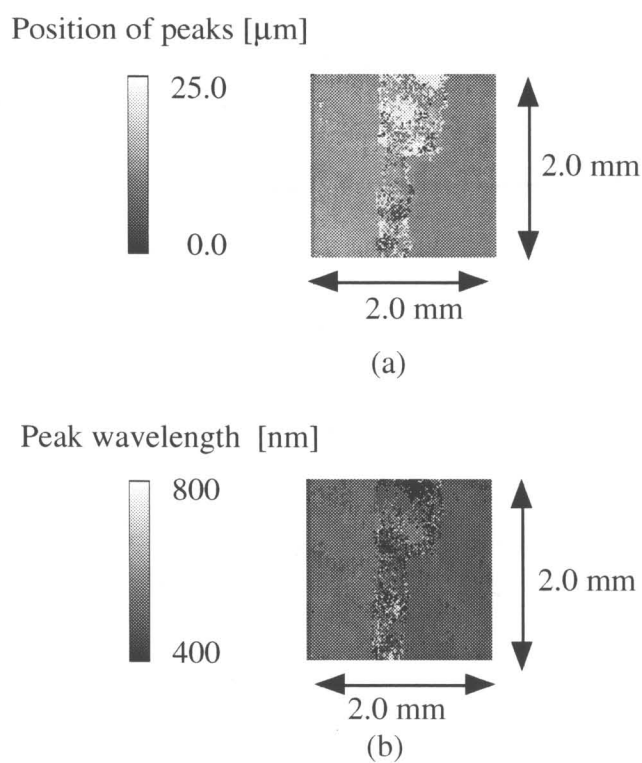 Position of peaks [μm]
25.0
0.0
2.0 mm
2.0 mm
(a)
Peak wavelength [nm]
800
400
2.0 mm
2.0 mm
(b)